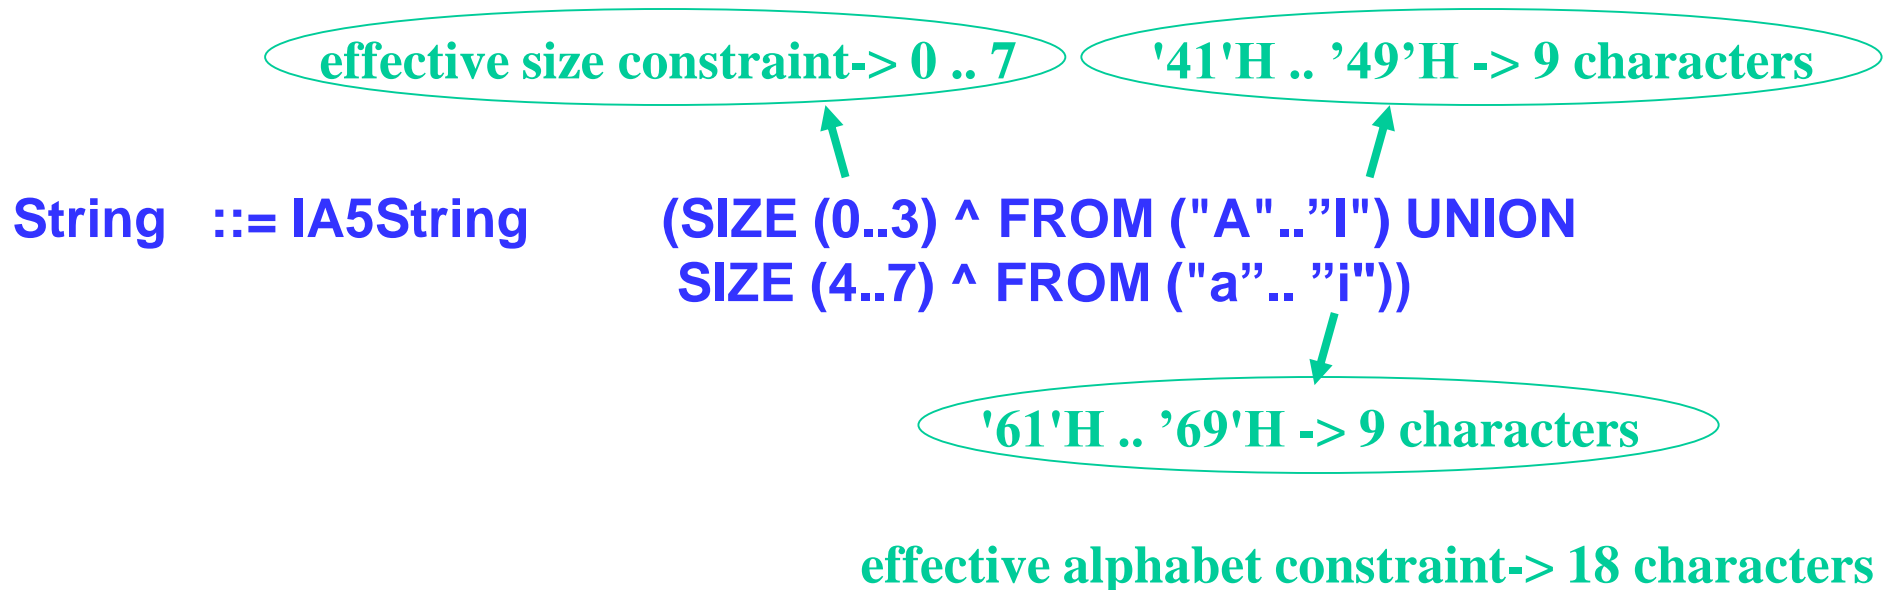 effective size constraint-> 0 .. 7
'41'H .. ’49’H -> 9 characters
String ::= IA5String (SIZE (0..3) ^ FROM ("A"..”I") UNION
SIZE (4..7) ^ FROM ("a”.. ”i"))
'61'H .. ’69'H -> 9 characters
effective alphabet constraint-> 18 characters